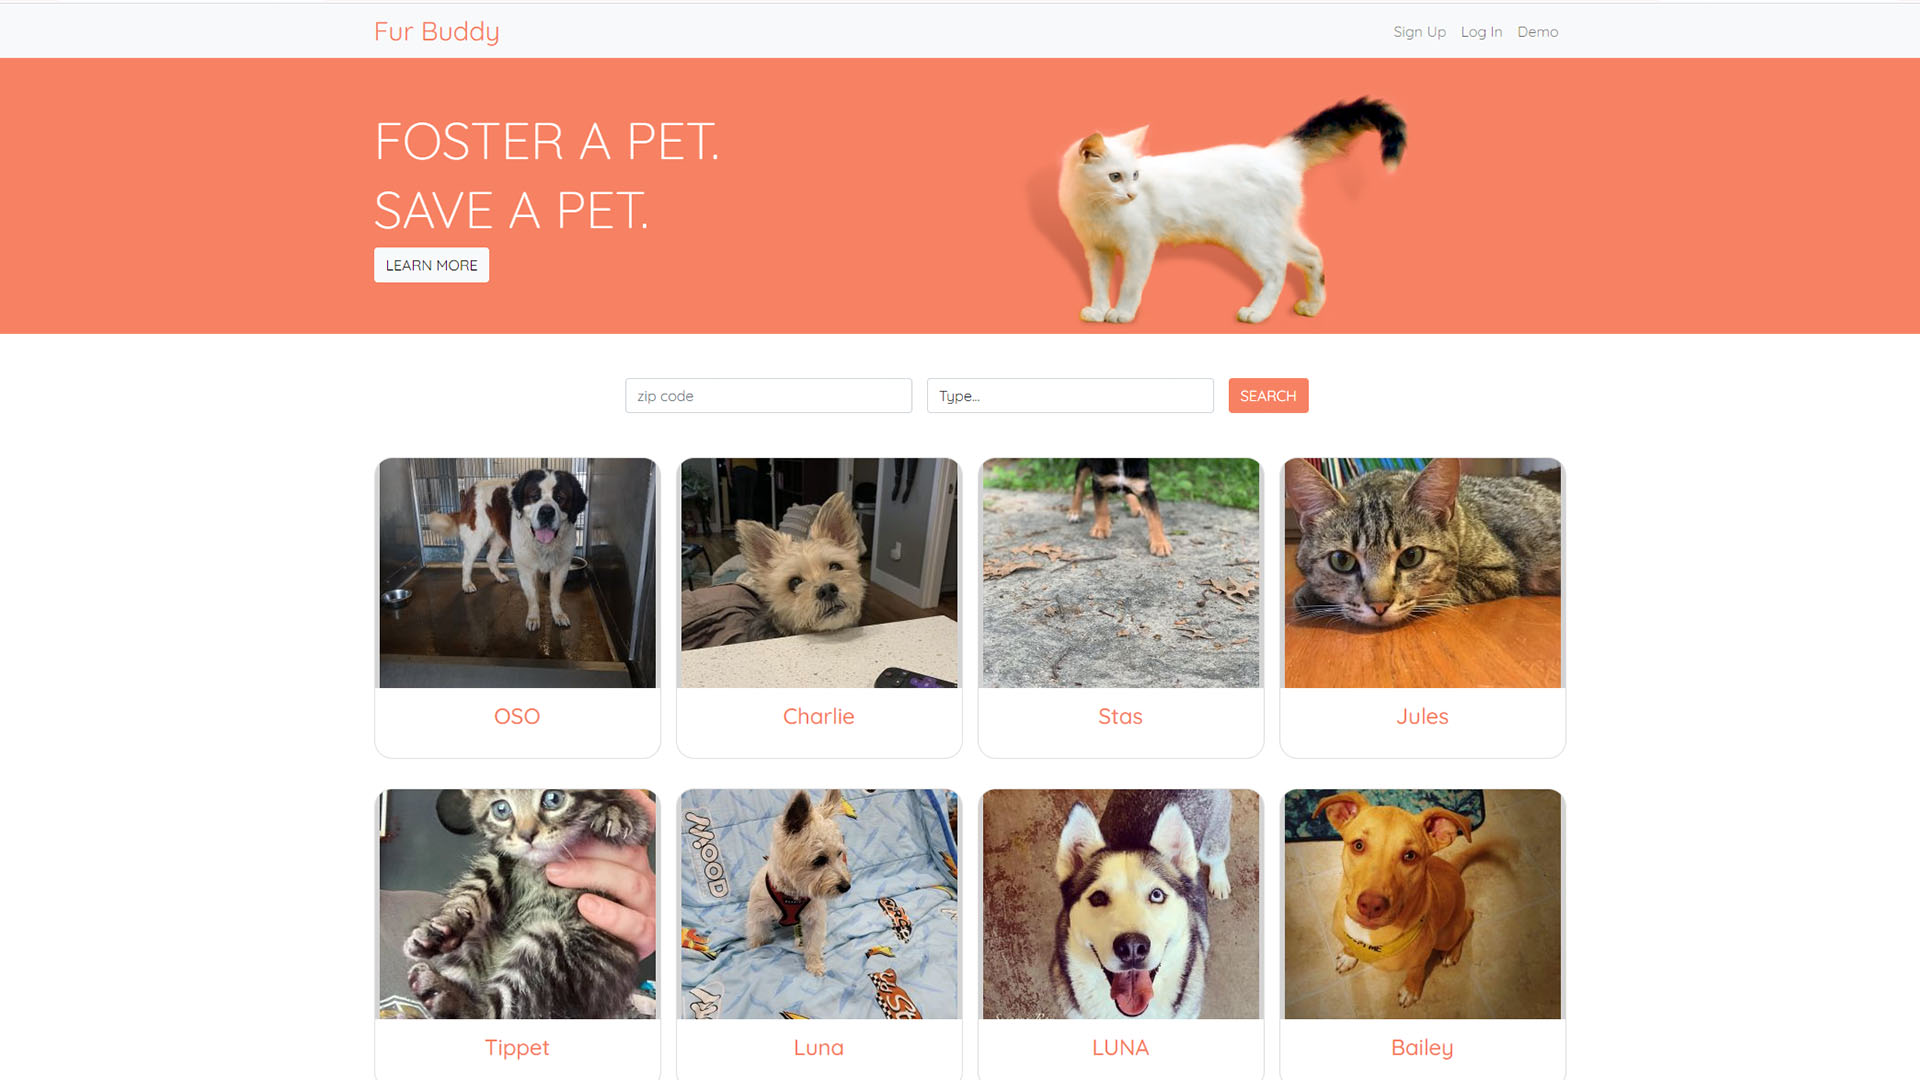 Fur Buddy
Sign Up Log In Demo
FOSTER A PET.
SAVE A PET.
LEARN MORE
zip code Type... SEARCH
OSO Charlie Stas Jules
MOOD
Tippet Luna LUNA Bailey